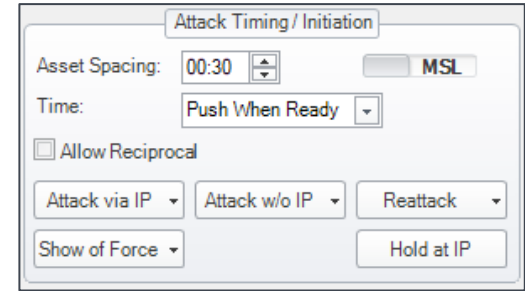 Attack Timing / Initiation
Asset Spacing: 00:30 MSL
Time: Push When Ready
Allow Reciprocal
Attack via IP Attack w/o IP Reattack
Show of Force Hold at IP